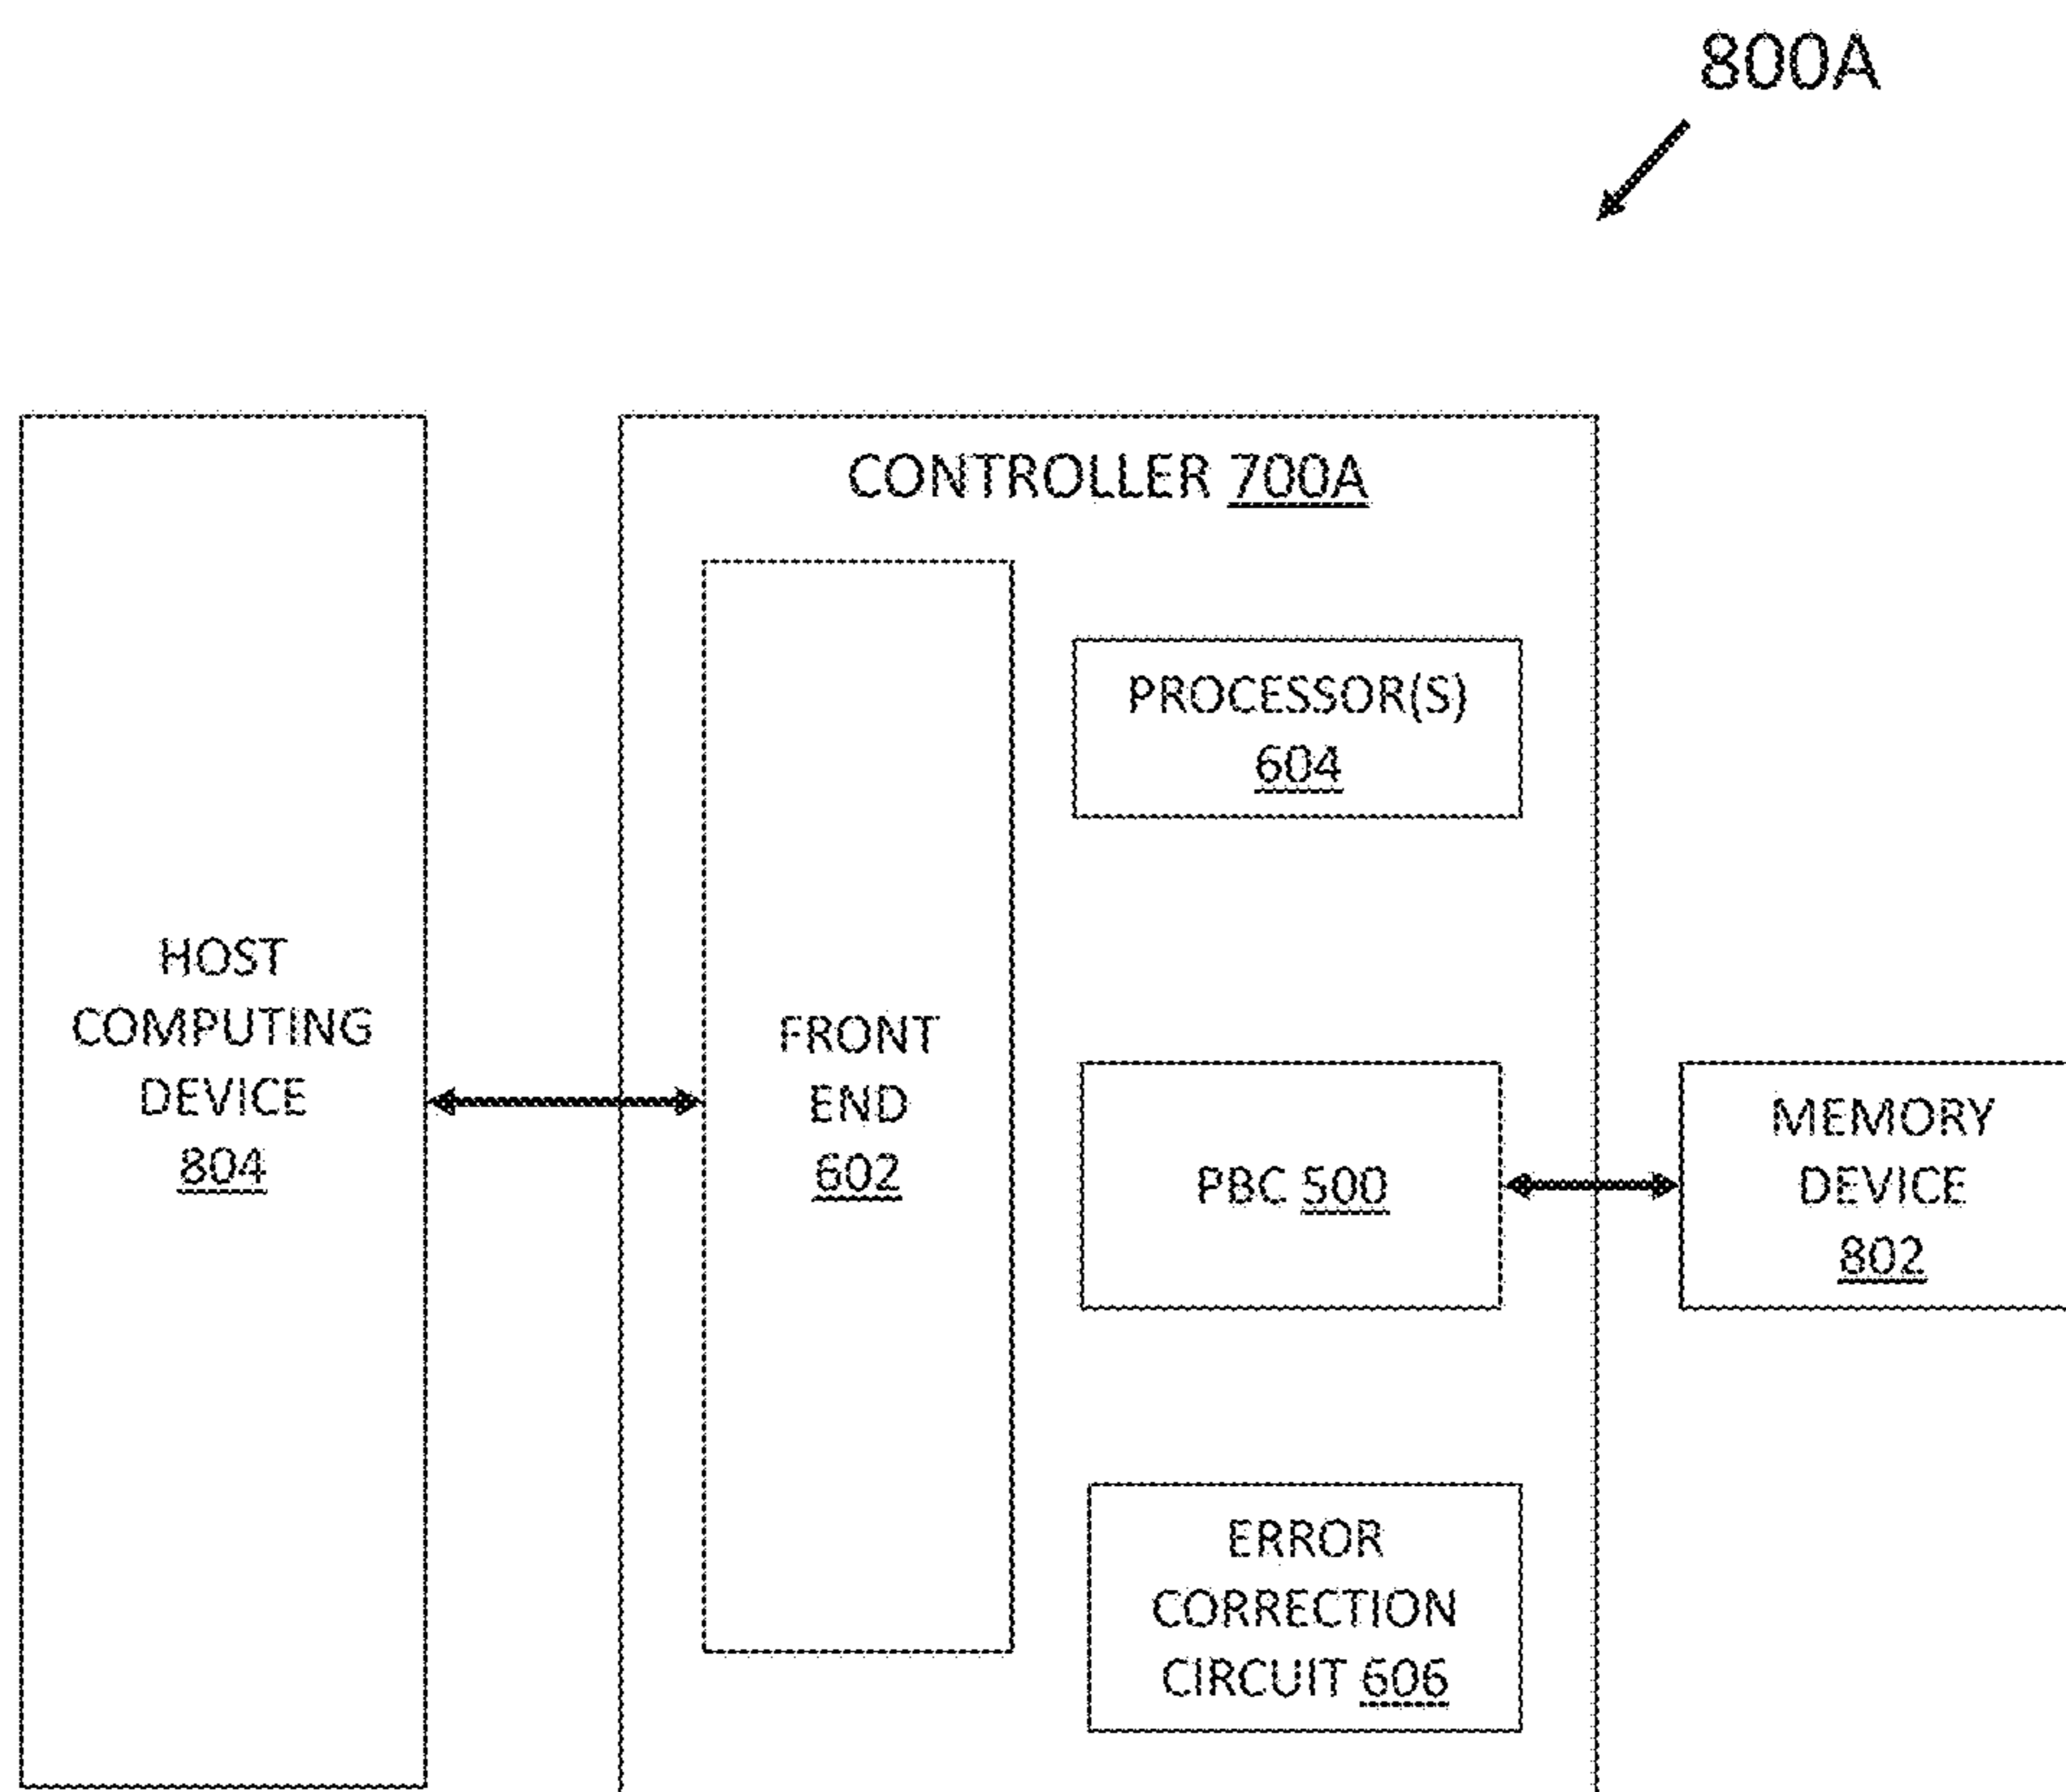 800A
CONTROLLER 700A
HOST
COMPUTING
DEVICE
804
FRONT
END
602
PROCESSOR(S)
604
PBC 500
MEMORY
DEVICE
802
ERROR
CORRECTION
CIRCUIT 606